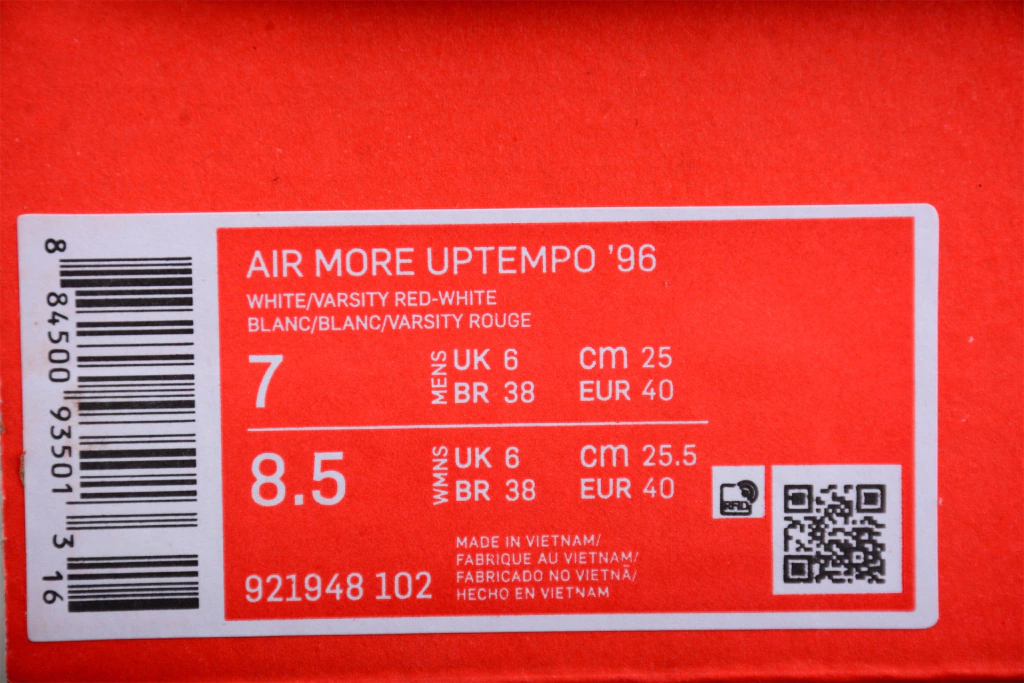 8 84500 93501 3 16
AIR MORE UPTEMPO ’96
WHITE/VARSITY RED-WHITE
BLANC/BLANC/VARSITY ROUGE
7 MENS UK 6 CM 25
BR 38 EUR 40
8.5 WMNS UK 6 CM 25.5
BR 38 EUR 40
RFID
MADE IN VIETNAM/
FABRIQUE AU VIETNAM/
FABRICADO NO VIETNÃ/
HECHO EN VIETNAM
921948 102